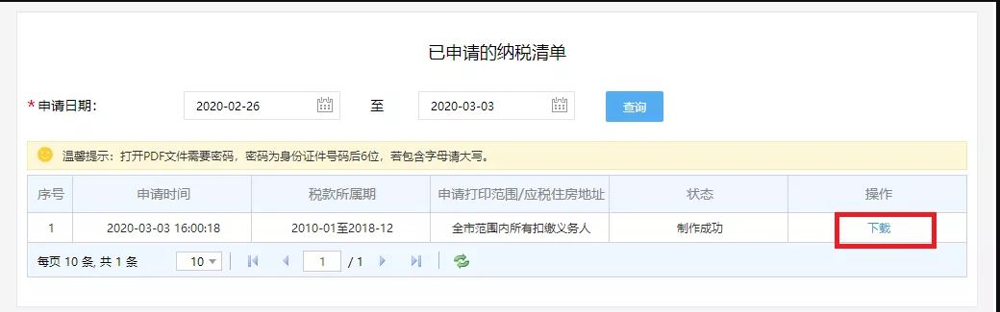 已申请的纳税清单
*申请日期： 2020-02-26 至 2020-03-03 查询
温馨提示：打开PDF文件需要密码，密码为身份证件号码后6位，若包含字母请大写。
序号 申请时间 税款所属期 申请打印范围/应税住房地址 状态 操作
1 2020-03-03 16:00:18 2010-01至2018-12 全市范围内所有扣缴义务人 制作成功 下载
每页 10 条, 共 1 条 10 1 / 1